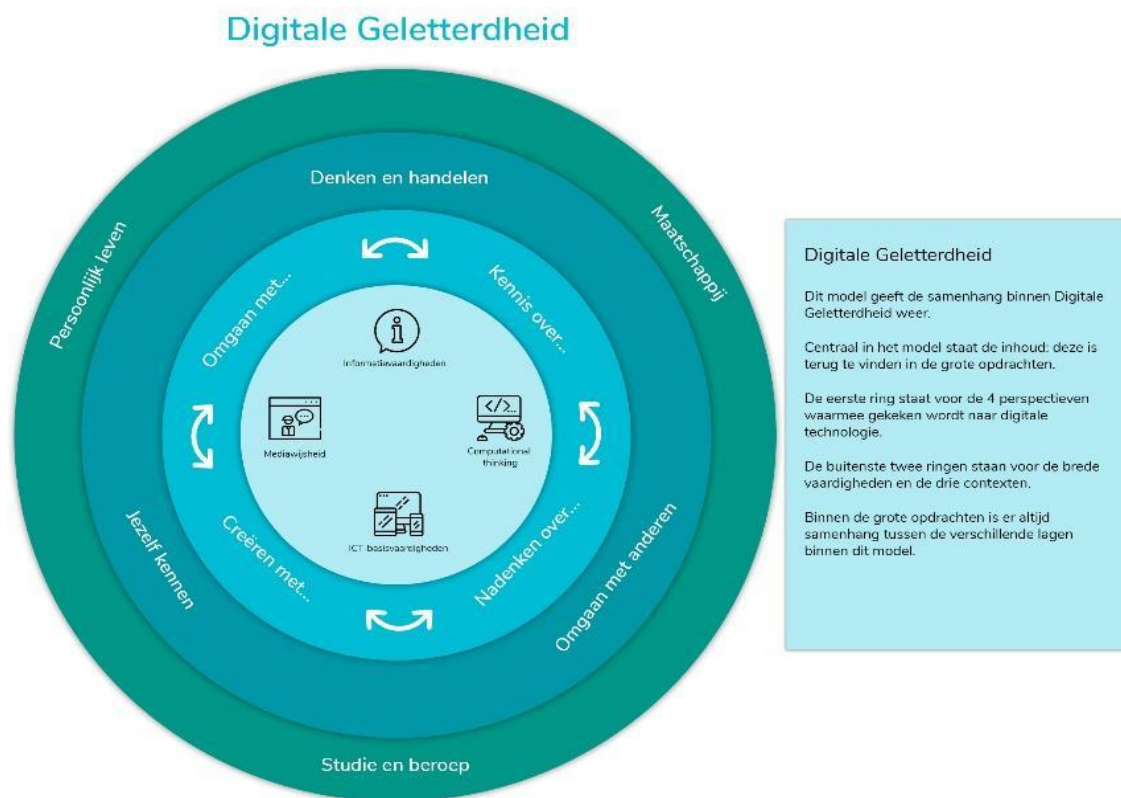 Digitale Geletterdheid
Denken en handelen
Persoonlijk leven
Maatschappij
Omgaan met...
Kennis over...
Informatievaardigheden
Mediawijsheid
Computational
thinking
ICT-basisvaardigheden
Creëren met...
Nadenken over...
Jezelf kennen
Omgaan met anderen
Studie en beroep
Digitale Geletterdheid
Dit model geeft de samenhang binnen Digitale
Geletterdheid weer.
Centraal in het model staat de inhoud: deze is
terug te vinden in de grote opdrachten.
De eerste ring staat voor de 4 perspectieven
waarmee gekeken wordt naar digitale
technologie.
De buitenste twee ringen staan voor de brede
vaardigheden en de drie contexten.
Binnen de grote opdrachten is er altijd
samenhang tussen de verschillende lagen
binnen dit model.